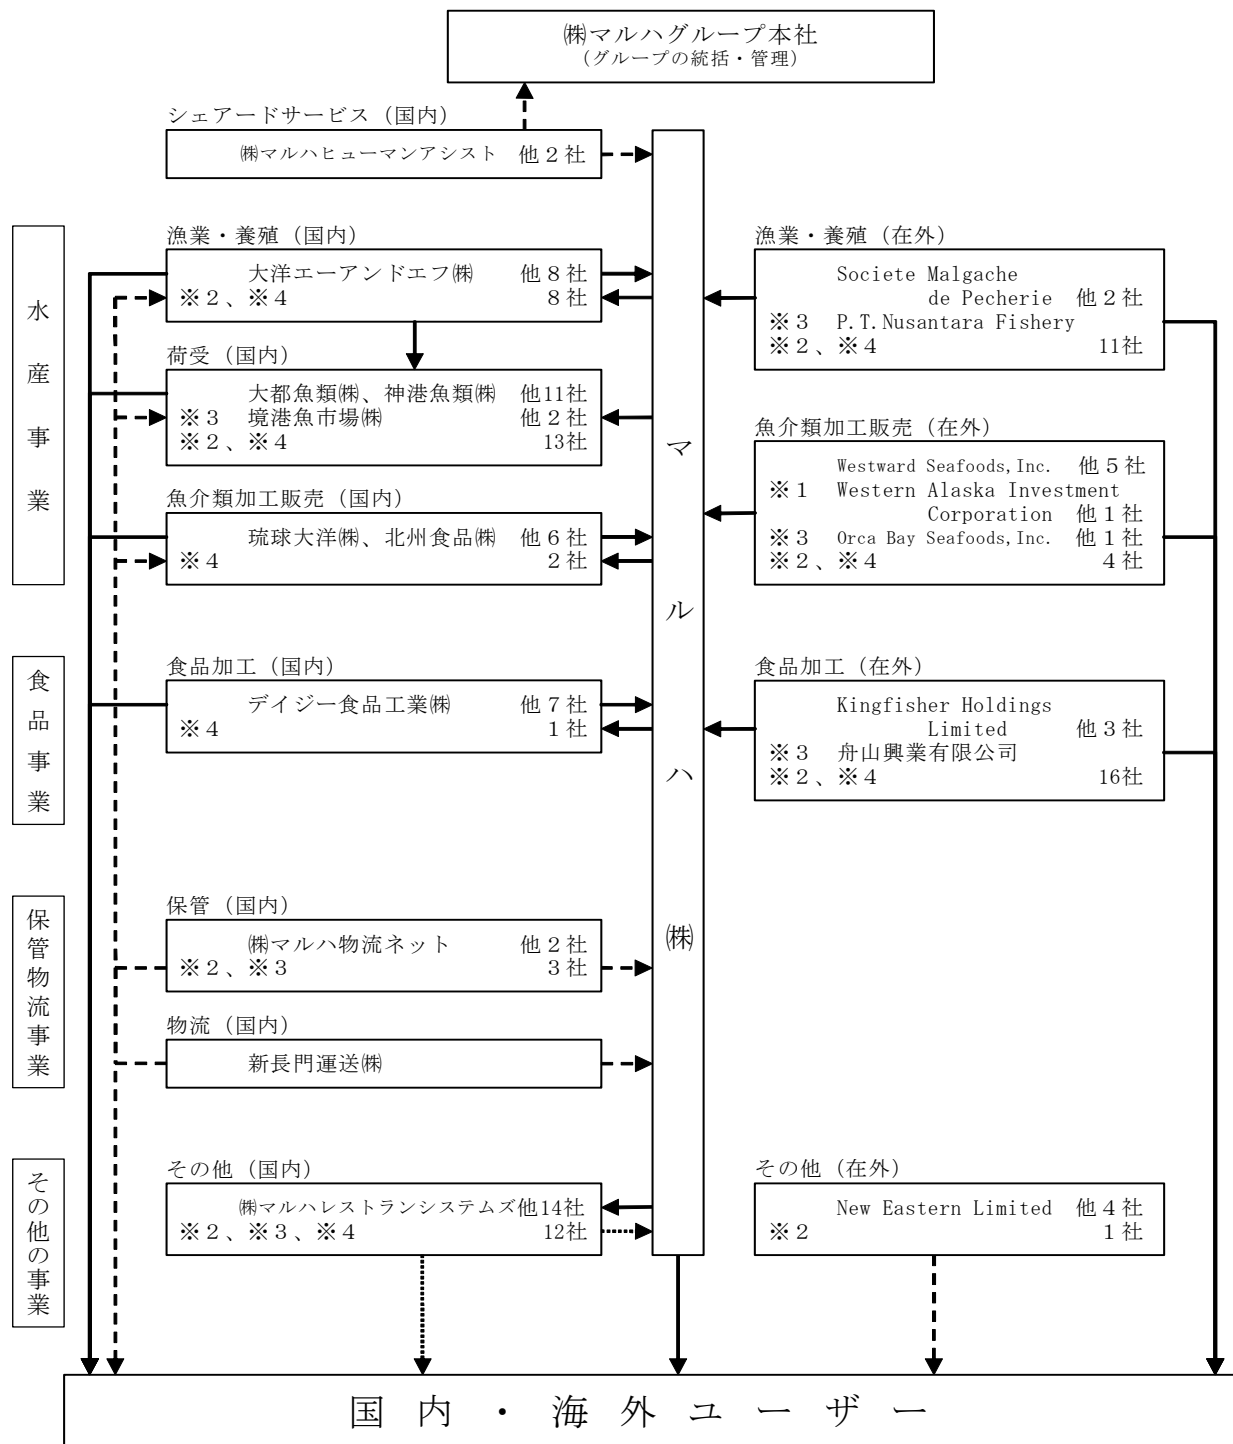 ㈱マルハグループ本社
（グループの統括・管理）
シェアードサービス（国内）
㈱マルハヒューマンアシスト 他２社
水産事業
漁業・養殖（国内）
大洋エーアンドエフ㈱ 他８社
※２、※４ ８社
荷受（国内）
大都魚類㈱、神港魚類㈱ 他11社
※３ 境港魚市場㈱ 他２社
※２、※４ 13社
魚介類加工販売（国内）
琉球大洋㈱、北州食品㈱ 他６社
※４ ２社
漁業・養殖（在外）
Societe Malgache
de Pecherie 他２社
※３ P.T.Nusantara Fishery
※２、※４ 11社
魚介類加工販売（在外）
Westward Seafoods,Inc. 他５社
※１ Western Alaska Investment
Corporation 他１社
※３ Orca Bay Seafoods,Inc. 他１社
※２、※４ ４社
マルハ㈱
食品事業
食品加工（国内）
デイジー食品工業㈱ 他７社
※４ １社
食品加工（在外）
Kingfisher Holdings
Limited 他３社
※３ 舟山興業有限公司
※２、※４ 16社
保管物流事業
保管（国内）
㈱マルハ物流ネット 他２社
※２、※３ ３社
物流（国内）
新長門運送㈱
その他の事業
その他（国内）
㈱マルハレストランシステムズ他14社
※２、※３、※４ 12社
その他（在外）
New Eastern Limited 他４社
※２ １社
国内・海外ユーザー